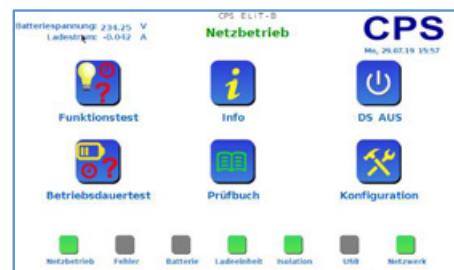 CPS ELIT-B
Batteriespannung: 234.25 V
Ladestrom: -0.042 A
Netzbetrieb
CPS
Mo, 29.07.19 15:57
Funktionstest
Info
DS AUS
Betriebsdauertest
Prüfbuch
Konfiguration
Netzbetrieb Fehler Batterie Ladeeinheit Isolation USB Netzwerk